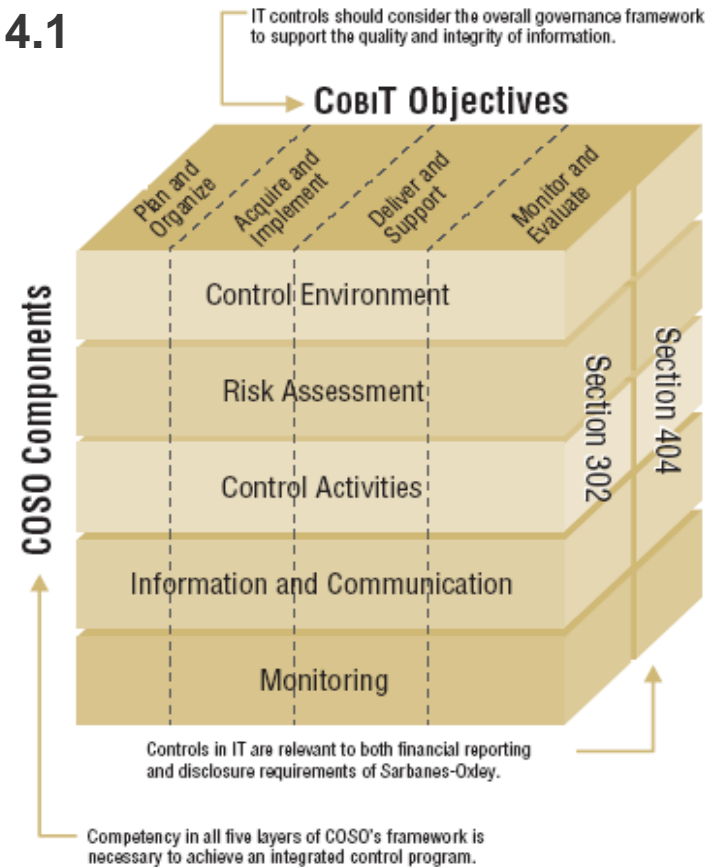 4.1
IT controls should consider the overall governance framework
to support the quality and integrity of information.
COBIT Objectives
Plan and
Organize
Acquire and
Implement
Deliver and
Support
Monitor and
Evaluate
COSO Components
Control Environment
Risk Assessment
Control Activities
Information and Communication
Monitoring
Section 302
Section 404
Controls in IT are relevant to both financial reporting
and disclosure requirements of Sarbanes-Oxley.
Competency in all five layers of COSO's framework is
necessary to achieve an integrated control program.